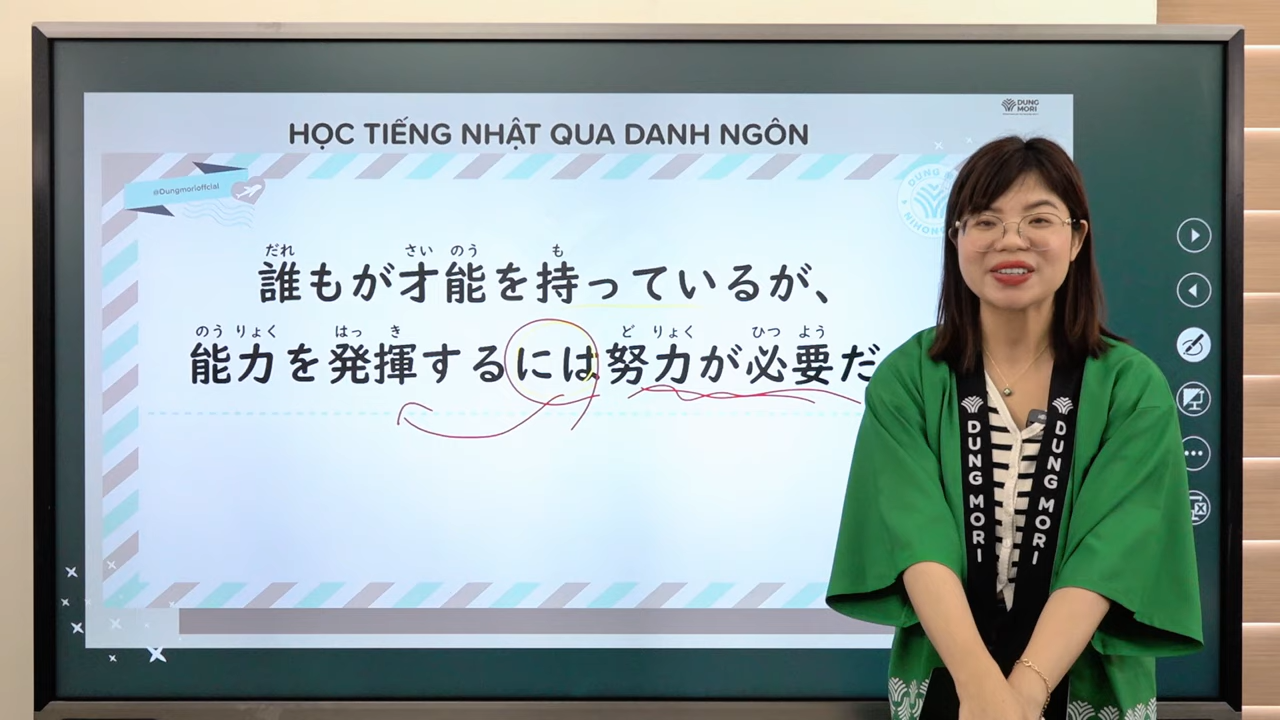 DUNG MORI
HỌC TIẾNG NHẬT QUA DANH NGÔN
@Dungmorioffcial
DUNG
NIHONG
だれ さい のう も
誰もが才能を持っているが、
のう りょく はっ き ど りょく ひつ よう
能力を発揮するには努力が必要だ
DUNG MORI
DUNG MORI